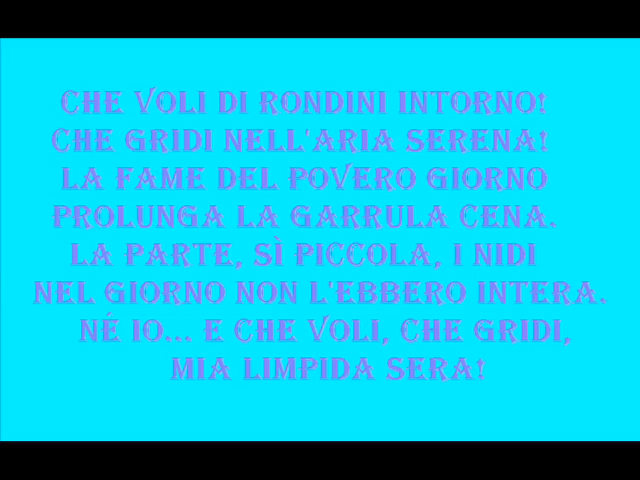 CHE VOLI DI RONDINI INTORNO!
CHE GRIDI NELL'ARIA SERENA!
LA FAME DEL POVERO GIORNO
PROLUNGA LA GARRULA CENA.
LA PARTE, SÌ PICCOLA, I NIDI
NEL GIORNO NON L'EBBERO INTERA.
NÉ IO... E CHE VOLI, CHE GRIDI,
MIA LIMPIDA SERA!